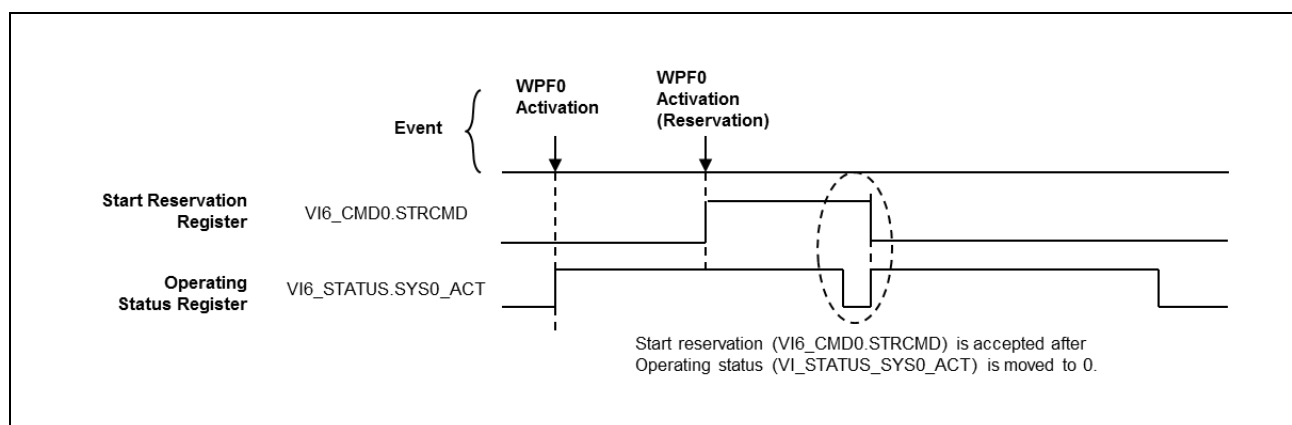 WPF0
Activation
WPF0
Activation
(Reservation)
Event
Start Reservation
Register
VI6_CMD0.STRCMD
Operating
Status Register
VI6_STATUS.SYS0_ACT
Start reservation (VI6_CMD0.STRCMD) is accepted after
Operating status (VI_STATUS_SYS0_ACT) is moved to 0.